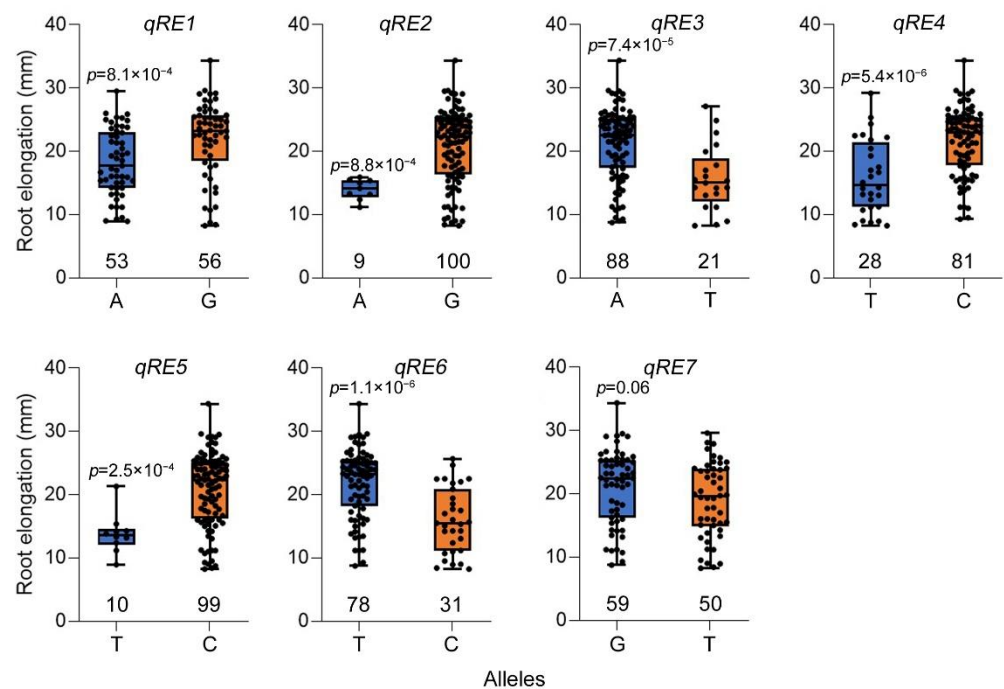 qRE1
qRE2
qRE3
qRE4
Root elongation (mm)
40
30
20
10
0
p=8.1×10⁻⁴
53
56
A
G
40
30
20
10
0
p=8.8×10⁻⁴
9
100
A
G
40
30
20
10
0
p=7.4×10⁻⁵
88
21
A
T
40
30
20
10
0
p=5.4×10⁻⁶
28
81
T
C
qRE5
qRE6
qRE7
Root elongation (mm)
40
30
20
10
0
p=2.5×10⁻⁴
10
99
T
C
40
30
20
10
0
p=1.1×10⁻⁶
78
31
T
C
40
30
20
10
0
p=0.06
59
50
G
T
Alleles